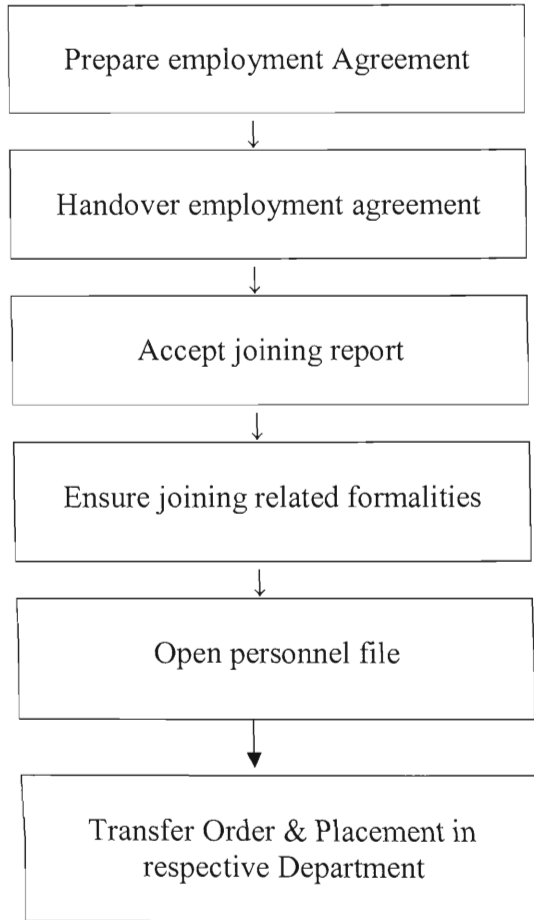 Prepare employment Agreement
Handover employment agreement
Accept joining report
Ensure joining related formalities
Open personnel file
Transfer Order & Placement in
respective Department